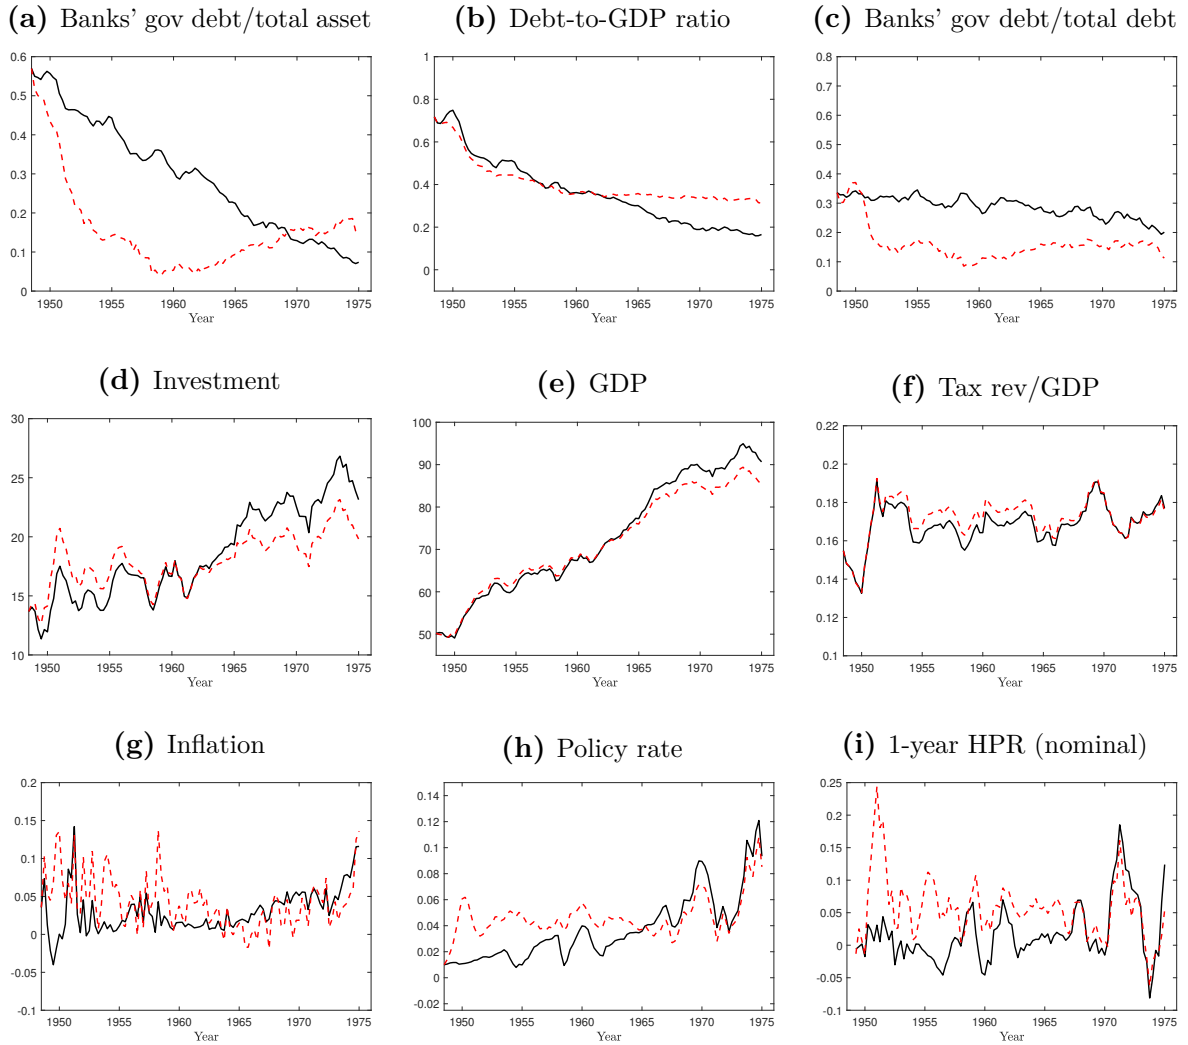 (a) Banks' gov debt/total asset
(b) Debt-to-GDP ratio
(c) Banks' gov debt/total debt
0.6
0.5
0.4
0.3
0.2
0.1
0
1950 1955 1960 1965 1970 1975
Year
1
0.8
0.6
0.4
0.2
0
1950 1955 1960 1965 1970 1975
Year
0.8
0.7
0.6
0.5
0.4
0.3
0.2
0.1
0
1950 1955 1960 1965 1970 1975
Year
(d) Investment
(e) GDP
(f) Tax rev/GDP
30
25
20
15
10
1950 1955 1960 1965 1970 1975
Year
100
90
80
70
60
50
1950 1955 1960 1965 1970 1975
Year
0.22
0.2
0.18
0.16
0.14
0.12
0.1
1950 1955 1960 1965 1970 1975
Year
(g) Inflation
(h) Policy rate
(i) 1-year HPR (nominal)
0.2
0.15
0.1
0.05
0
-0.05
-0.1
1950 1955 1960 1965 1970 1975
Year
0.14
0.12
0.1
0.08
0.06
0.04
0.02
0
-0.02
1950 1955 1960 1965 1970 1975
Year
0.25
0.2
0.15
0.1
0.05
0
-0.05
-0.1
1950 1955 1960 1965 1970 1975
Year